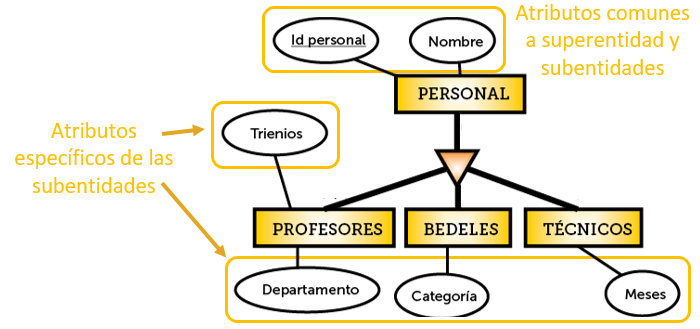 Atributos comunes
a superentidad y
subentidades
Id personal
Nombre
PERSONAL
Atributos
específicos de las
subentidades
Trienios
PROFESORES
BEDELES
TÉCNICOS
Departamento
Categoría
Meses